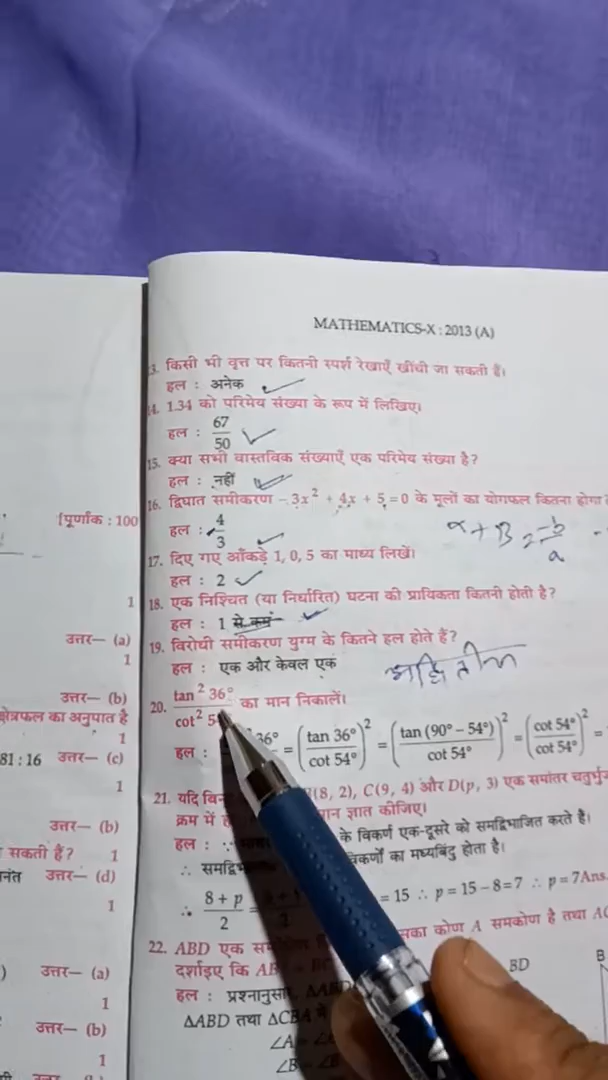 MATHEMATICS-X : 2013 (A)
3. किसी भी वृत्त पर कितनी स्पर्श रेखाएँ खींची जा सकती हैं।
हल : अनेक
4. 1.34 को परिमेय संख्या के रूप में लिखिए।
हल : 67/50
15. क्या सभी वास्तविक संख्याएँ एक परिमेय संख्या है?
हल : नहीं
16. द्विघात समीकरण – 3x² + 4x + 5 = 0 के मूलों का योगफल कितना होगा
हल : 4/3
17. दिए गए आँकड़े 1, 0, 5 का माध्य लिखें।
हल : 2
18. एक निश्चित (या निर्धारित) घटना की प्रायिकता कितनी होती है?
हल : 1 से कम
19. विरोधी समीकरण युग्म के कितने हल होते हैं?
हल : एक और केवल एक
20. tan² 36° / cot² 5 का मान निकालें।
हल : 36° = (tan 36° / cot 54°)² = (tan (90° – 54°) / cot 54°)² = (cot 54° / cot 54°)² =
21. यदि (8, 2), C(9, 4) और D(p, 3) एक समांतर चतुर्भुज
क्रम में ज्ञात कीजिए।
हल : के विकर्ण एक-दूसरे को समद्विभाजित करते हैं।
∴ विकर्णों का मध्यबिंदु होता है।
∴ 8 + p / 2 = = 15 ∴ p = 15 – 8 = 7 ∴ p = 7 Ans.
22. ABD एक कोण A समकोण है तथा AC
दर्शाइए कि BD
हल : प्रश्नानुसार,
ΔABD तथा ΔCBA में
∠A =
∠B =
B
[पूर्णांक : 100
1
उत्तर— (a)
1
उत्तर— (b)
क्षेत्रफल का अनुपात है
1
81 : 16 उत्तर— (c)
1
उत्तर— (b)
सकती हैं? 1
उत्तर— (d)
1
उत्तर— (a)
1
उत्तर— (b)
1
α + β = -b/a